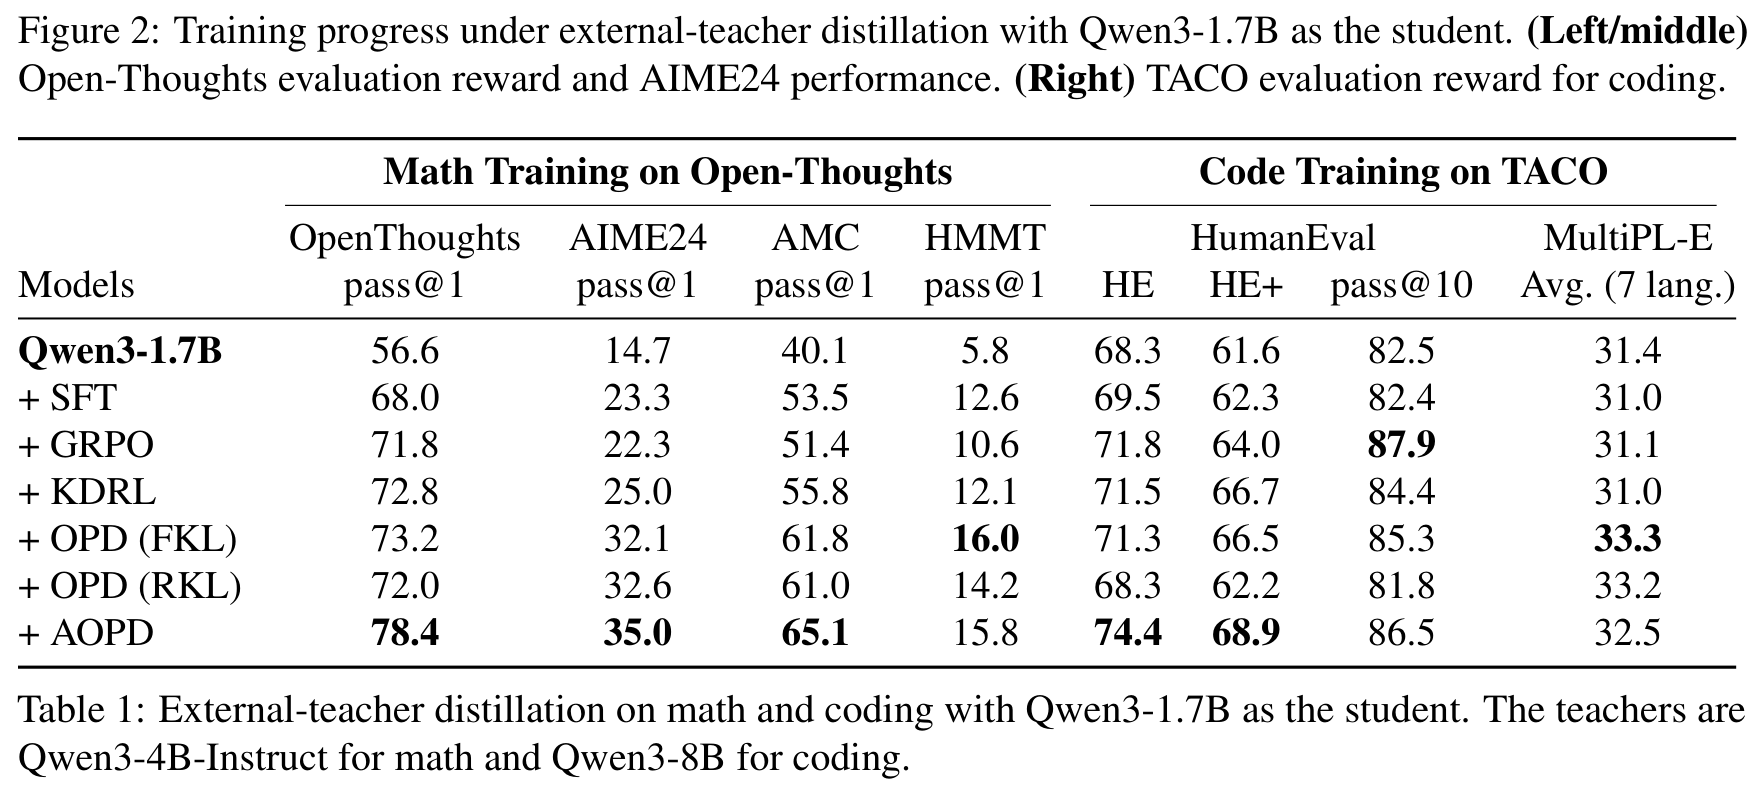 Figure 2: Training progress under external-teacher distillation with Qwen3-1.7B as the student. (Left/middle)
Open-Thoughts evaluation reward and AIME24 performance. (Right) TACO evaluation reward for coding.
Math Training on Open-Thoughts Code Training on TACO
OpenThoughts AIME24 AMC HMMT HumanEval MultiPL-E
Models pass@1 pass@1 pass@1 pass@1 HE HE+ pass@10 Avg. (7 lang.)
Qwen3-1.7B 56.6 14.7 40.1 5.8 68.3 61.6 82.5 31.4
+ SFT 68.0 23.3 53.5 12.6 69.5 62.3 82.4 31.0
+ GRPO 71.8 22.3 51.4 10.6 71.8 64.0 87.9 31.1
+ KDRL 72.8 25.0 55.8 12.1 71.5 66.7 84.4 31.0
+ OPD (FKL) 73.2 32.1 61.8 16.0 71.3 66.5 85.3 33.3
+ OPD (RKL) 72.0 32.6 61.0 14.2 68.3 62.2 81.8 33.2
+ AOPD 78.4 35.0 65.1 15.8 74.4 68.9 86.5 32.5
Table 1: External-teacher distillation on math and coding with Qwen3-1.7B as the student. The teachers are
Qwen3-4B-Instruct for math and Qwen3-8B for coding.